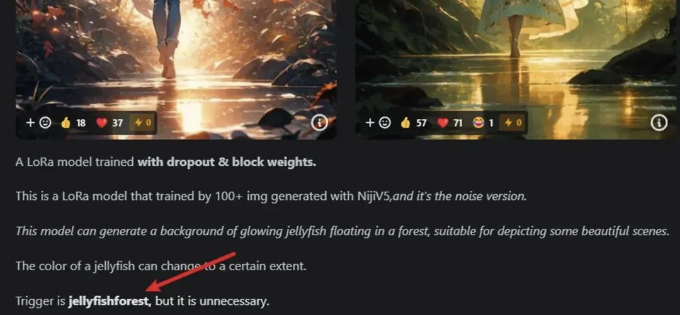 18 37 0 57 71 1 0
A LoRa model trained with dropout & block weights.
This is a LoRa model that trained by 100+ img generated with NijiV5,and it's the noise version.
This model can generate a background of glowing jellyfish floating in a forest, suitable for depicting some beautiful scenes.
The color of a jellyfish can change to a certain extent.
Trigger is jellyfishforest, but it is unnecessary.